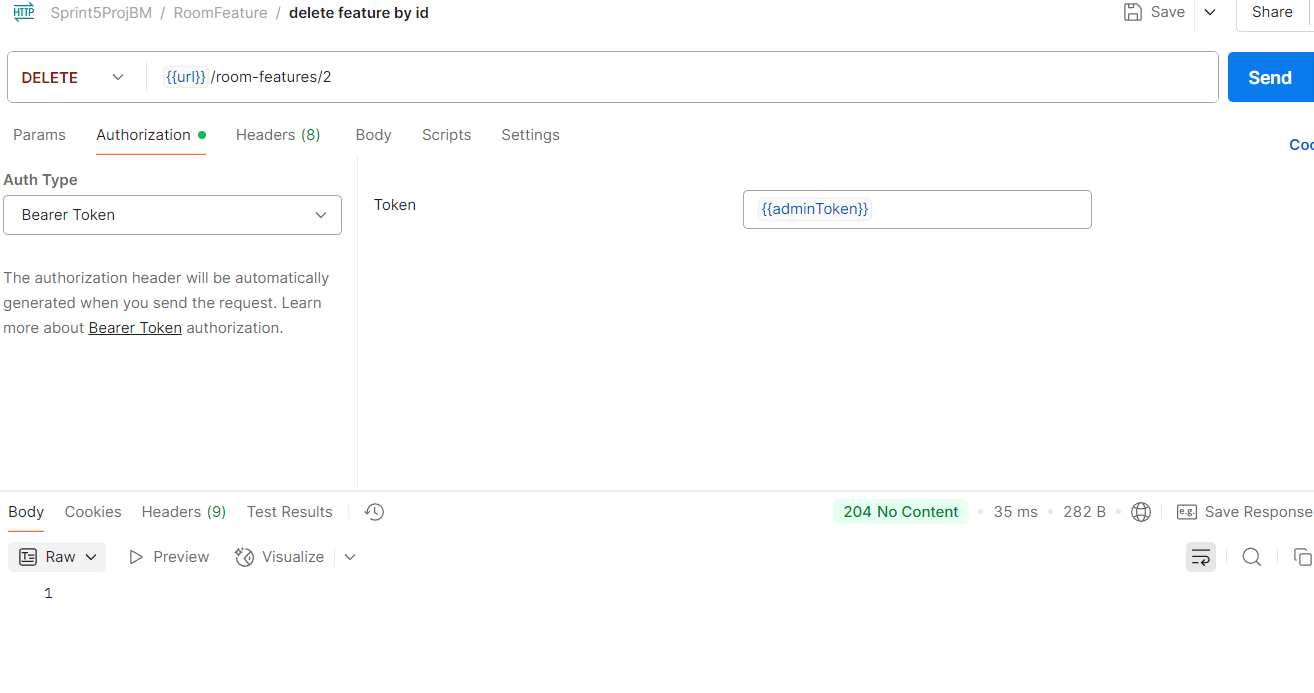 HTTP Sprint5ProjBM / RoomFeature / delete feature by id Save Share
DELETE {{url}} /room-features/2 Send
Params Authorization Headers (8) Body Scripts Settings
Coo
Auth Type
Bearer Token
Token {{adminToken}}
The authorization header will be automatically
generated when you send the request. Learn
more about Bearer Token authorization.
Body Cookies Headers (9) Test Results 204 No Content • 35 ms • 282 B • e.g. Save Response
Raw Preview Visualize
1